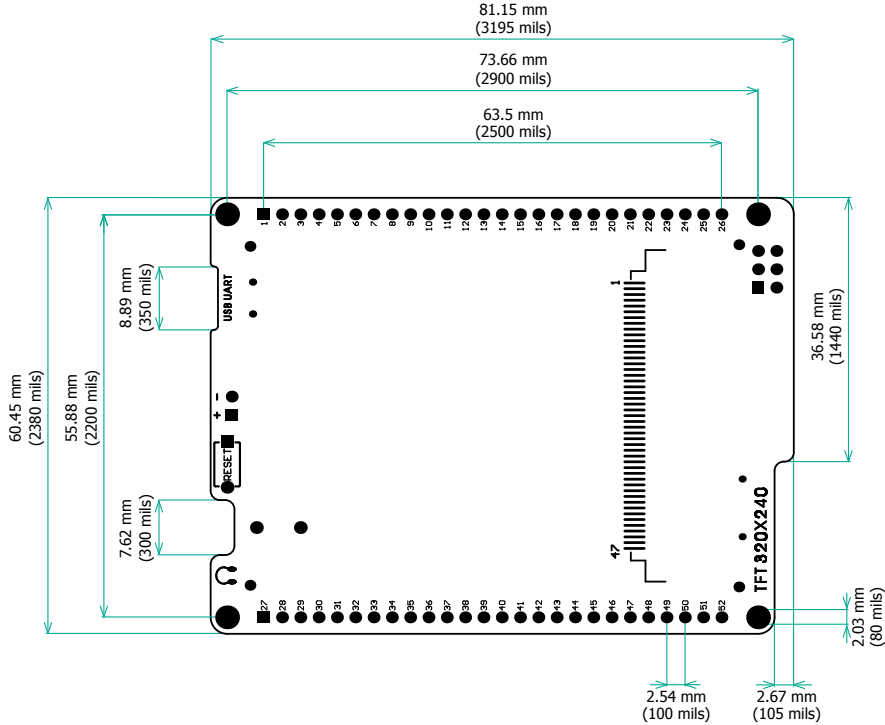 81.15 mm
(3195 mils)
73.66 mm
(2900 mils)
63.5 mm
(2500 mils)
1 2 3 4 5 6 7 8 9 10 11 12 13 14 15 16 17 18 19 20 21 22 23 24 25 26
8.89 mm
(350 mils)
USB UART
1
36.58 mm
(1440 mils)
60.45 mm
(2380 mils)
55.88 mm
(2200 mils)
-
+
RESET
7.62 mm
(300 mils)
47
TFT 320X240
27 28 29 30 31 32 33 34 35 36 37 38 39 40 41 42 43 44 45 46 47 48 49 50 51 52
2.03 mm
(80 mils)
2.54 mm
(100 mils)
2.67 mm
(105 mils)